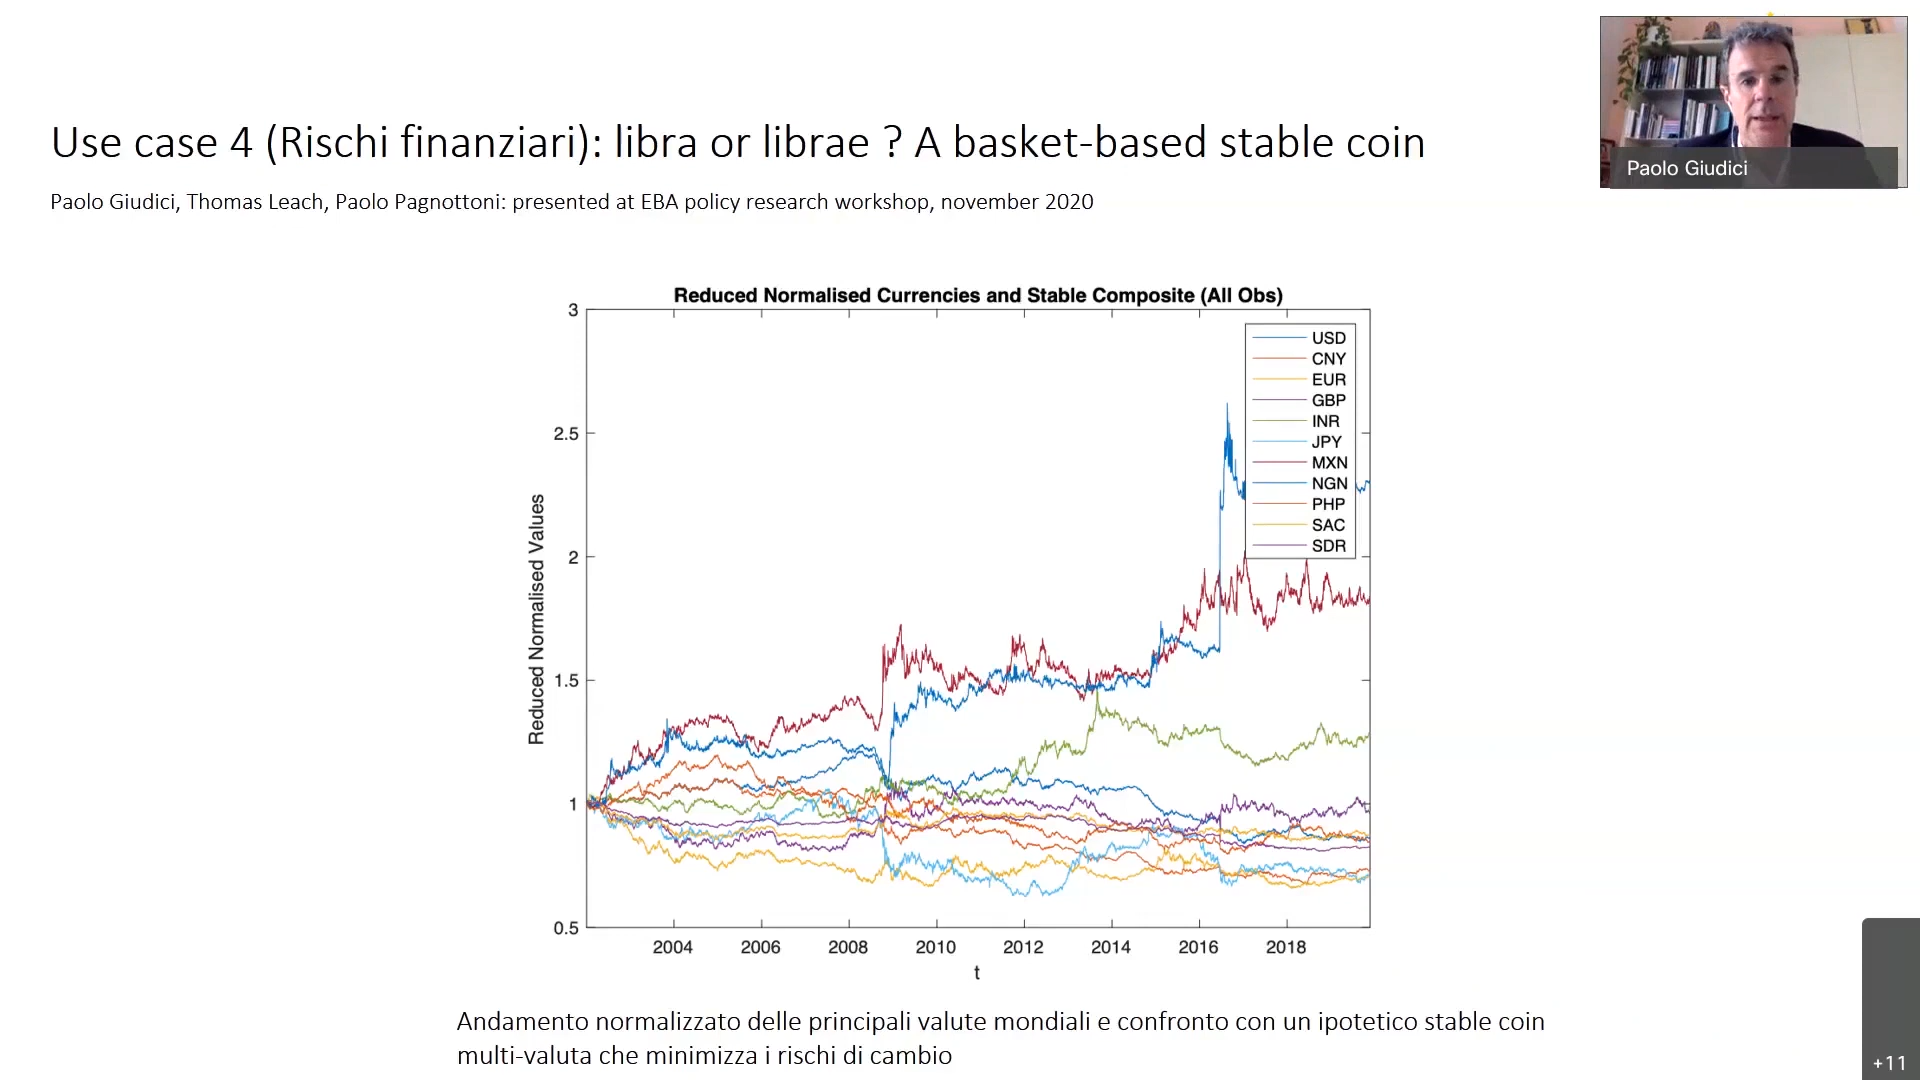 Paolo Giudici
Use case 4 (Rischi finanziari): libra or librae ? A basket-based stable coin
Paolo Giudici, Thomas Leach, Paolo Pagnottoni: presented at EBA policy research workshop, november 2020
Reduced Normalised Currencies and Stable Composite (All Obs)
3
2.5
2
1.5
1
0.5
Reduced Normalised Values
USD
CNY
EUR
GBP
INR
JPY
MXN
NGN
PHP
SAC
SDR
2004 2006 2008 2010 2012 2014 2016 2018
t
Andamento normalizzato delle principali valute mondiali e confronto con un ipotetico stable coin
multi-valuta che minimizza i rischi di cambio
+11